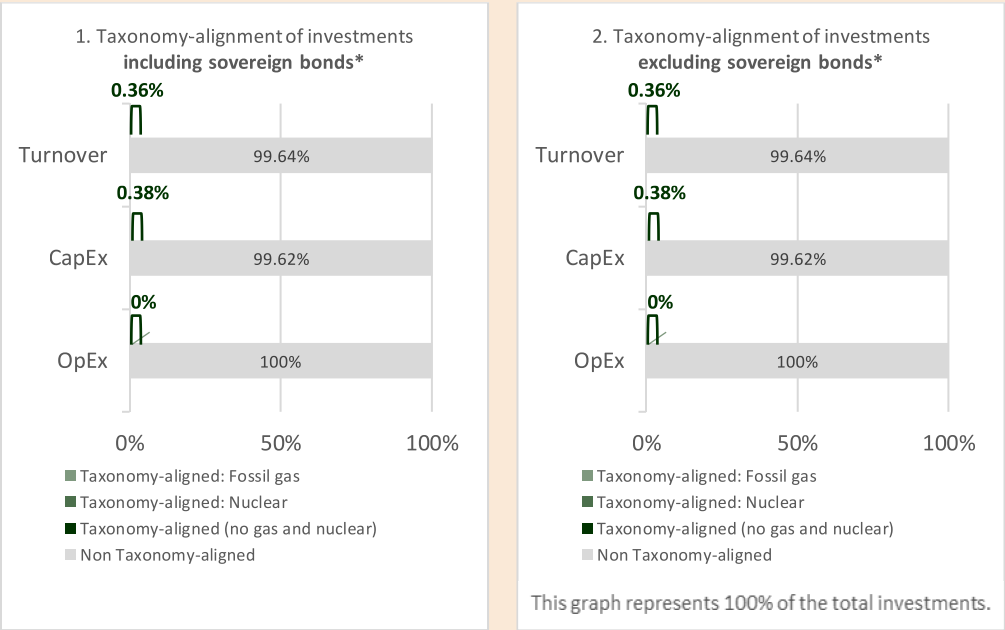 1. Taxonomy-alignment of investments
including sovereign bonds*
0.36%
Turnover
99.64%
0.38%
CapEx
99.62%
0%
OpEx
100%
0% 50% 100%
Taxonomy-aligned: Fossil gas
Taxonomy-aligned: Nuclear
Taxonomy-aligned (no gas and nuclear)
Non Taxonomy-aligned
2. Taxonomy-alignment of investments
excluding sovereign bonds*
0.36%
Turnover
99.64%
0.38%
CapEx
99.62%
0%
OpEx
100%
0% 50% 100%
Taxonomy-aligned: Fossil gas
Taxonomy-aligned: Nuclear
Taxonomy-aligned (no gas and nuclear)
Non Taxonomy-aligned
This graph represents 100% of the total investments.